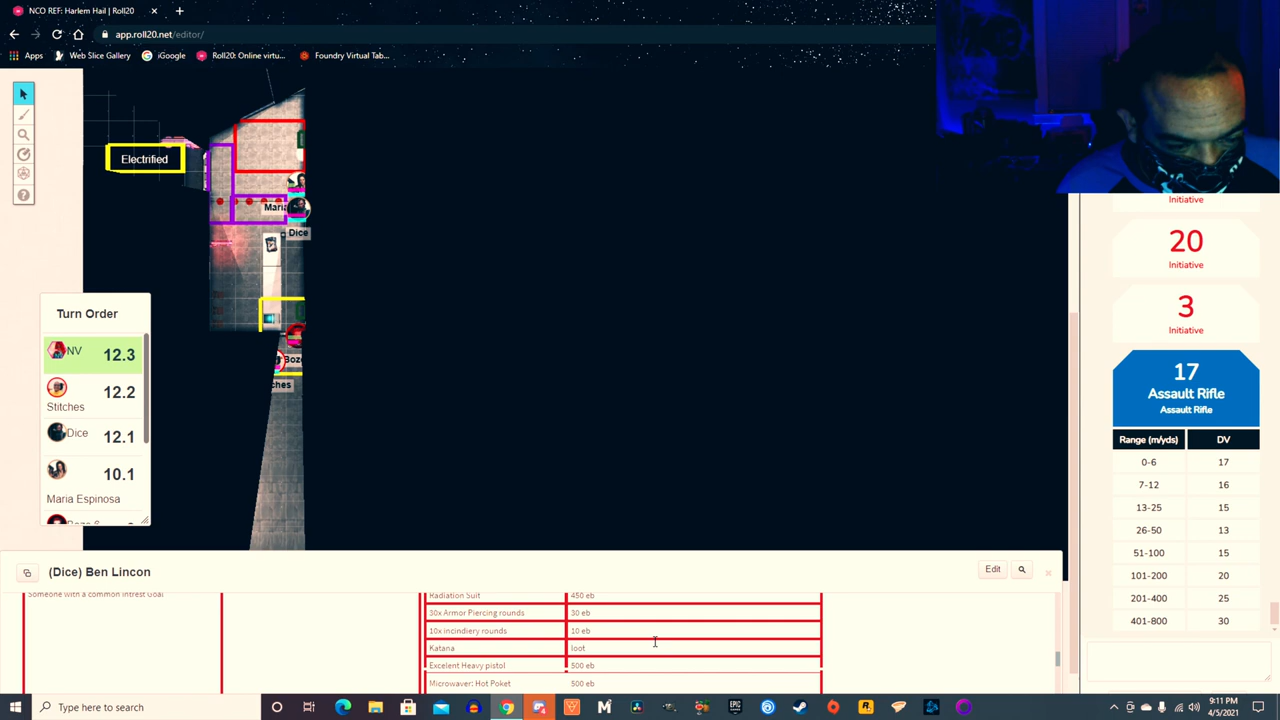 NCO REF: Harlem Hail | Roll20
app.roll20.net/editor/
Apps
Web Slice Gallery
iGoogle
Roll20: Online virtu...
Foundry Virtual Tab...
Electrified
Maria
Dice
Boze
ches
Turn Order
NV 12.3
Stitches 12.2
Dice 12.1
Maria Espinosa 10.1
Initiative
20
Initiative
3
Initiative
17
Assault Rifle
Assault Rifle
Range (m/yds) DV
0-6 17
7-12 16
13-25 15
26-50 13
51-100 15
101-200 20
201-400 25
401-800 30
(Dice) Ben Lincon
Edit
Someone with a common intrest Goal
Radiation Suit 450 eb
30x Armor Piercing rounds 30 eb
10x incindiery rounds 10 eb
Katana loot
Excelent Heavy pistol 500 eb
Microwaver: Hot Poket 500 eb
Type here to search
9:11 PM
4/5/2021